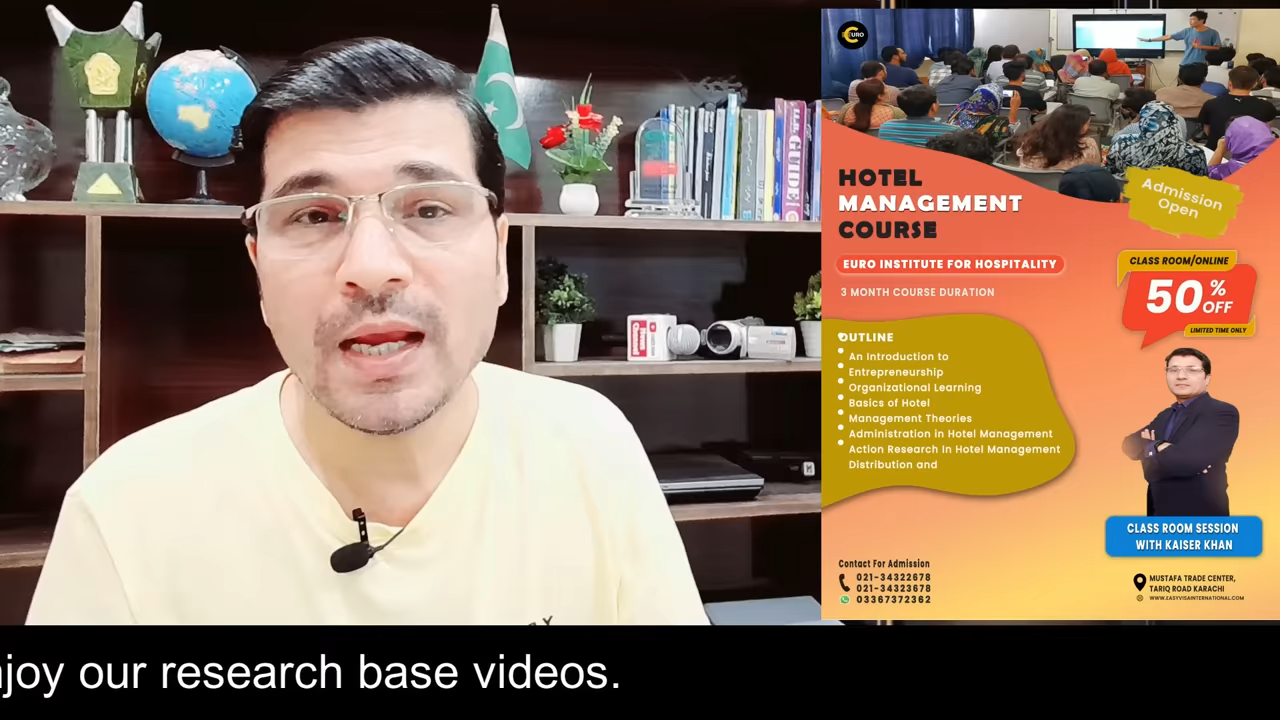 EURO
HOTEL
MANAGEMENT
COURSE
EURO INSTITUTE FOR HOSPITALITY
3 MONTH COURSE DURATION
Admission
Open
CLASS ROOM/ONLINE
50%
OFF
LIMITED TIME ONLY
OUTLINE
An Introduction to
Entrepreneurship
Organizational Learning
Basics of Hotel
Management Theories
Administration in Hotel Management
Action Research In Hotel Management
Distribution and
CLASS ROOM SESSION
WITH KAISER KHAN
Contact For Admission
021-34322678
021-34323678
03367372362
MUSTAFA TRADE CENTER,
TARIQ ROAD KARACHI
WWW.EASYVISAINTERNATIONAL.COM
GUIDE
njoy our research base videos.